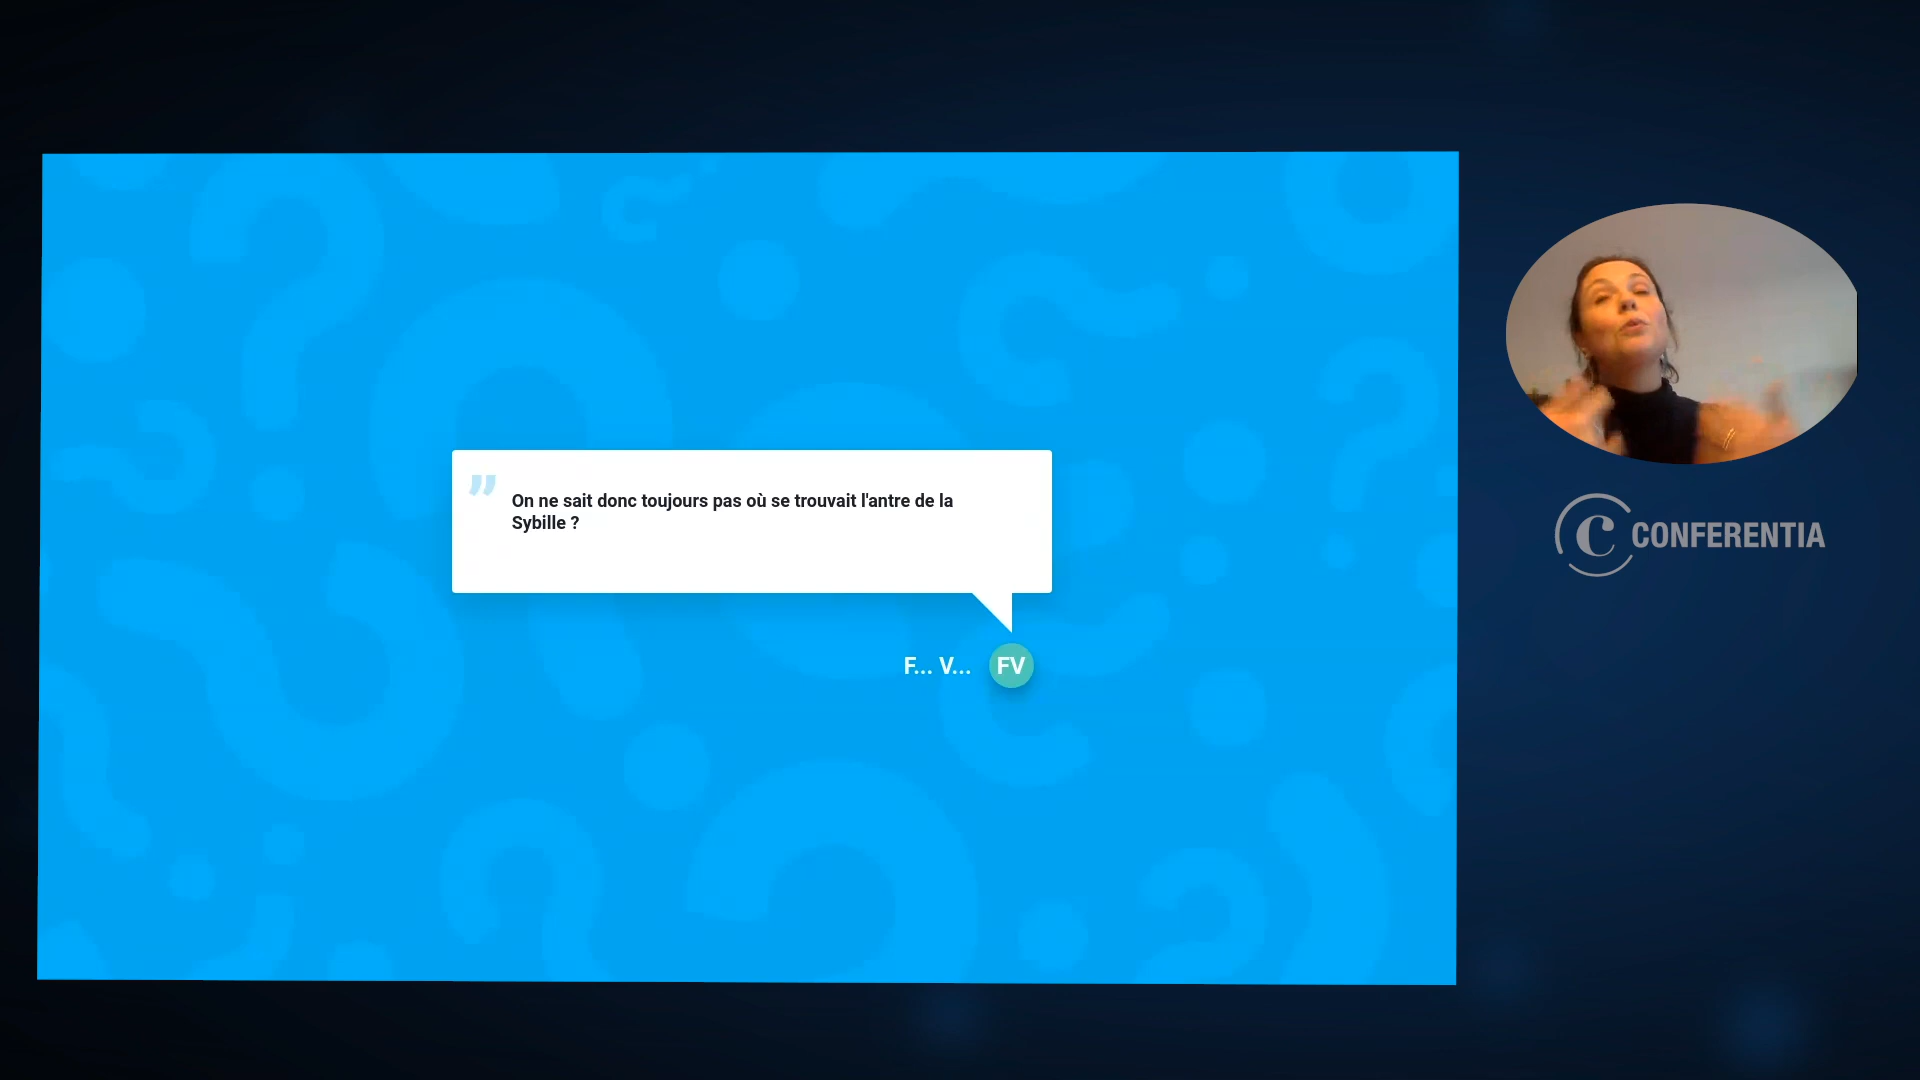 ”
On ne sait donc toujours pas où se trouvait l'antre de la
Sybille ?
F... V... FV
C CONFERENTIA